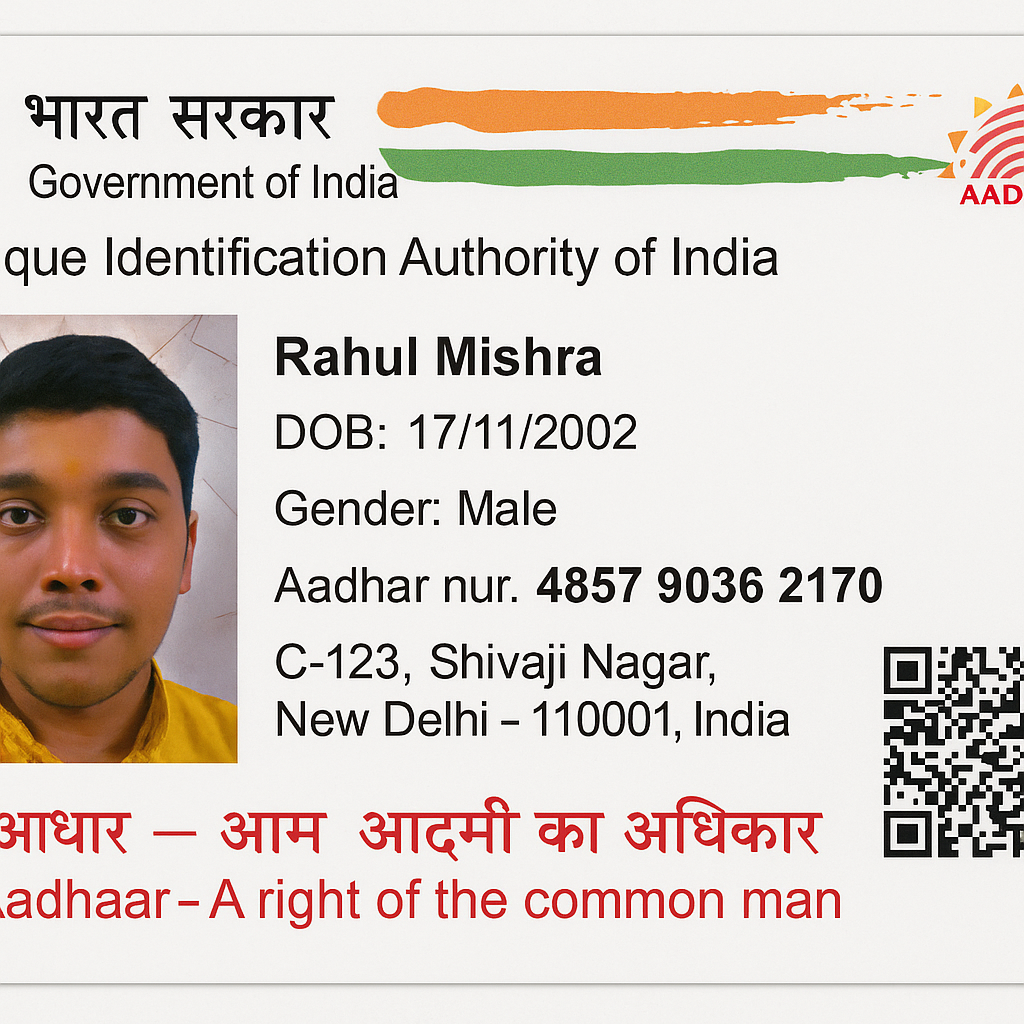 भारत सरकार
Government of India
AAD
que Identification Authority of India
Rahul Mishra
DOB: 17/11/2002
Gender: Male
Aadhar nur. 4857 9036 2170
C-123, Shivaji Nagar,
New Delhi – 110001, India
आधार – आम आदमी का अधिकार
Aadhaar – A right of the common man